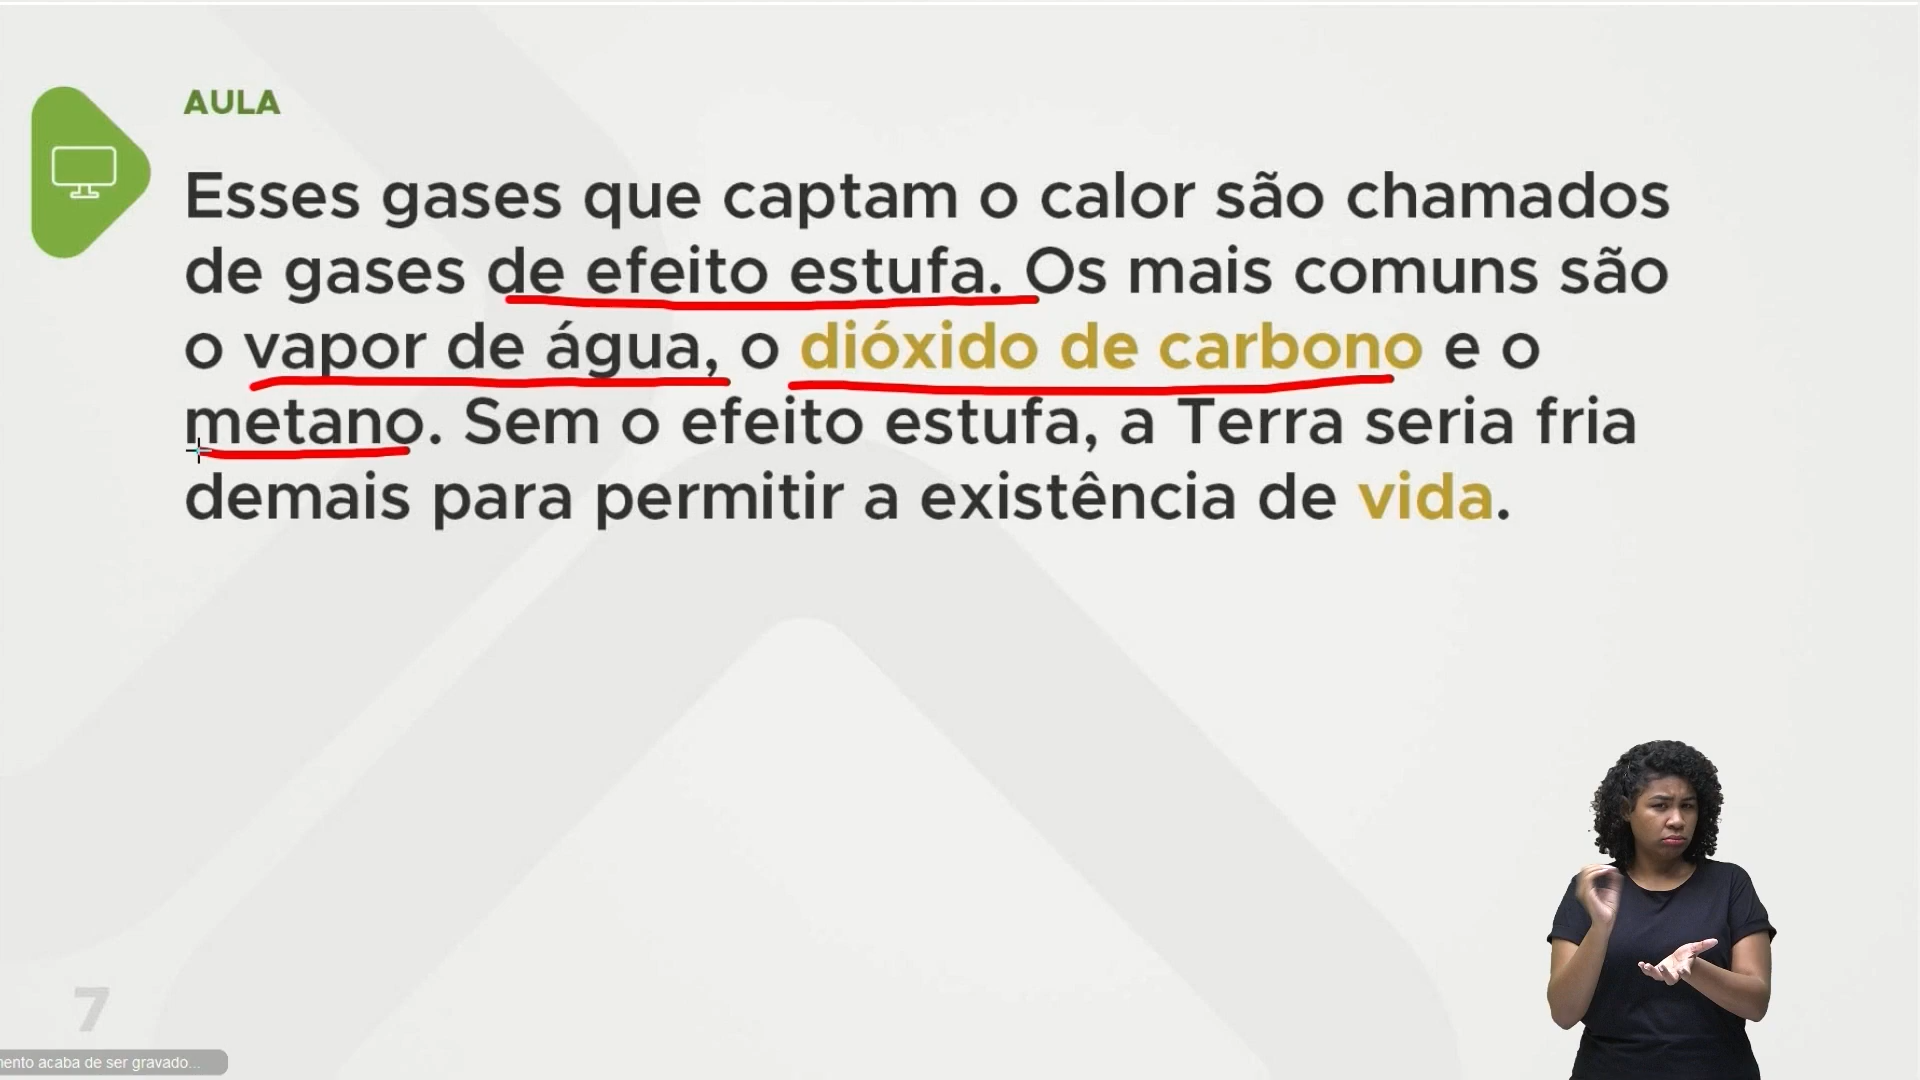 AULA
Esses gases que captam o calor são chamados
de gases de efeito estufa. Os mais comuns são
o vapor de água, o dióxido de carbono e o
metano. Sem o efeito estufa, a Terra seria fria
demais para permitir a existência de vida.
7
acaba de ser gravado...